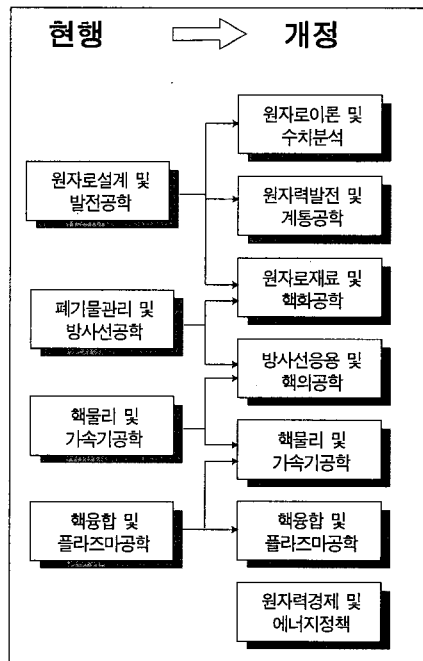 현행
개정
원자로설계 및
발전공학
폐기물관리 및
방사선공학
핵물리 및
가속기공학
핵융합 및
플라즈마공학
원자로이론 및
수치분석
원자력발전 및
계통공학
원자로재료 및
핵화공학
방사선응용 및
핵의공학
핵물리 및
가속기공학
핵융합 및
플라즈마공학
원자력경제 및
에너지정책